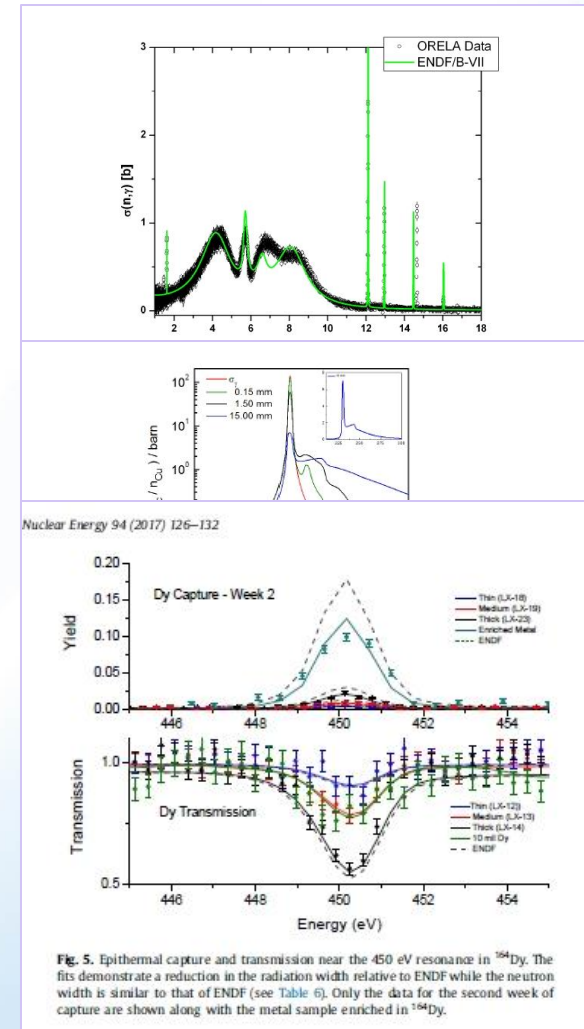 ORELA Data
ENDF/B-VII
σ(n,γ) [b]
3
2
1
0
2 4 6 8 10 12 14 16 18
10²
10¹
10⁰
σγ
0.15 mm
1.50 mm
15.00 mm
/ nCu ) / barn
Nuclear Energy 94 (2017) 126–132
Dy Capture - Week 2
Yield
0.20
0.15
0.10
0.05
0.00
Thin (LX-18)
Medium (LX-19)
Thick (LX-23)
Enriched Metal
ENDF
446 448 450 452 454
Dy Transmission
Transmission
1.0
0.5
Thin (LX-12))
Medium (LX-13)
Thick (LX-14)
10 mil Dy
ENDF
446 448 450 452 454
Energy (eV)
Fig. 5. Epithermal capture and transmission near the 450 eV resonance in ¹⁶⁴Dy. The
fits demonstrate a reduction in the radiation width relative to ENDF while the neutron
width is similar to that of ENDF (see Table 6). Only the data for the second week of
capture are shown along with the metal sample enriched in ¹⁶⁴Dy.